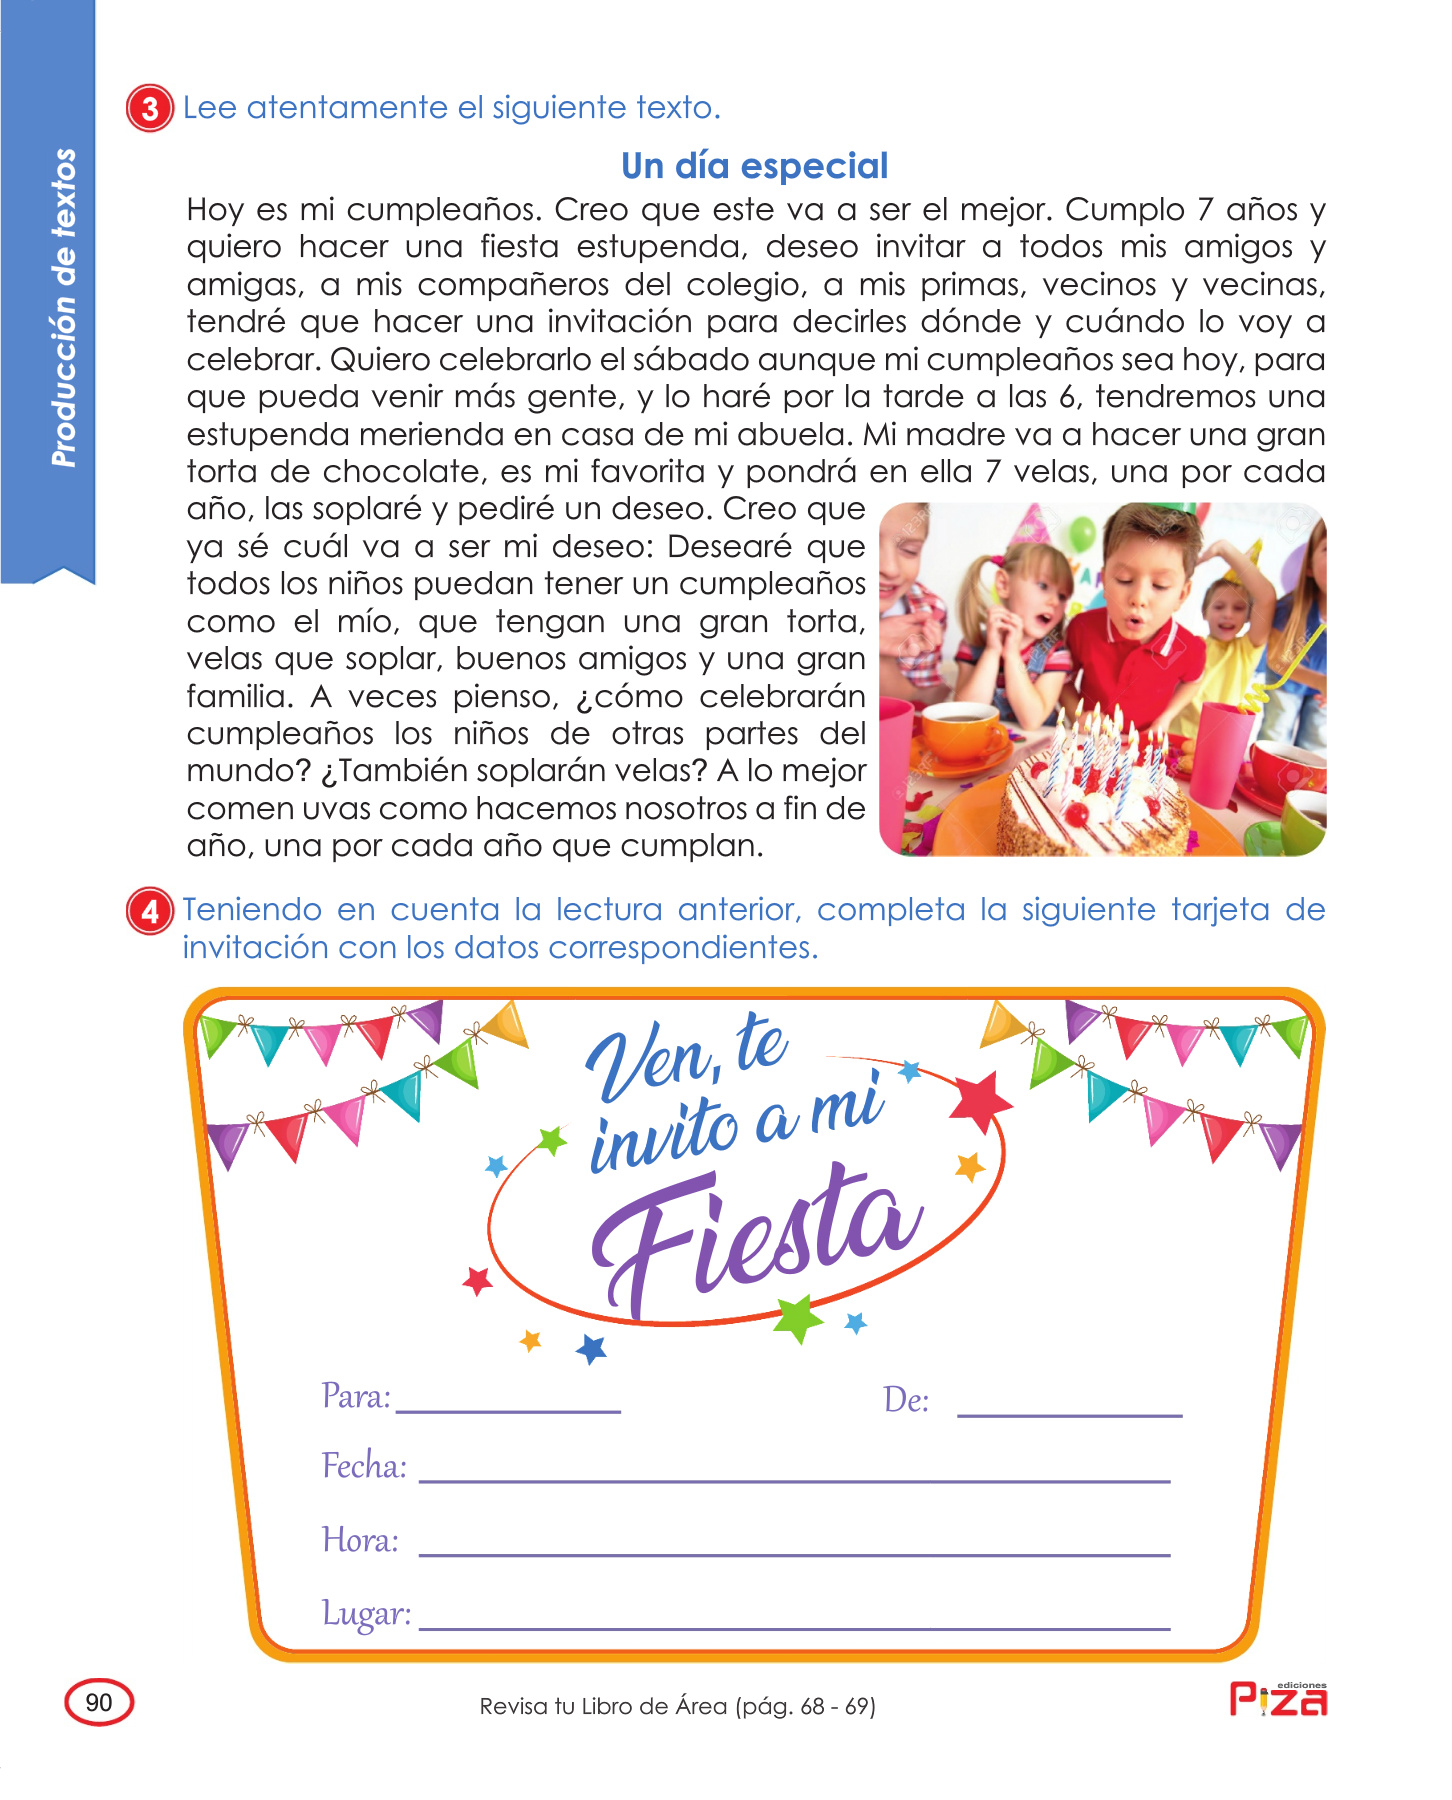 Producción de textos
3 Lee atentamente el siguiente texto.
Un día especial
Hoy es mi cumpleaños. Creo que este va a ser el mejor. Cumplo 7 años y
quiero hacer una fiesta estupenda, deseo invitar a todos mis amigos y
amigas, a mis compañeros del colegio, a mis primas, vecinos y vecinas,
tendré que hacer una invitación para decirles dónde y cuándo lo voy a
celebrar. Quiero celebrarlo el sábado aunque mi cumpleaños sea hoy, para
que pueda venir más gente, y lo haré por la tarde a las 6, tendremos una
estupenda merienda en casa de mi abuela. Mi madre va a hacer una gran
torta de chocolate, es mi favorita y pondrá en ella 7 velas, una por cada
año, las soplaré y pediré un deseo. Creo que
ya sé cuál va a ser mi deseo: Desearé que
todos los niños puedan tener un cumpleaños
como el mío, que tengan una gran torta,
velas que soplar, buenos amigos y una gran
familia. A veces pienso, ¿cómo celebrarán
cumpleaños los niños de otras partes del
mundo? ¿También soplarán velas? A lo mejor
comen uvas como hacemos nosotros a fin de
año, una por cada año que cumplan.
4 Teniendo en cuenta la lectura anterior, completa la siguiente tarjeta de
invitación con los datos correspondientes.
Ven, te
invito a mi
Fiesta
Para:
De:
Fecha:
Hora:
Lugar:
90
Revisa tu Libro de Área (pág. 68 - 69)
ediciones
Piza